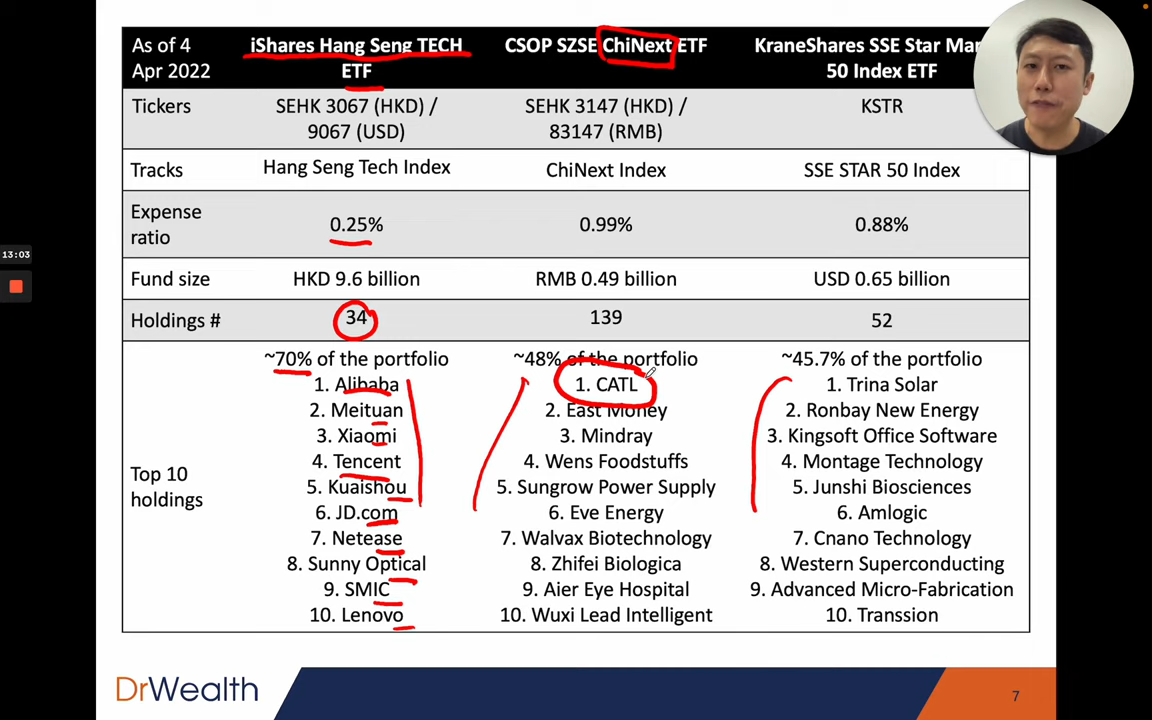 As of 4
Apr 2022
iShares Hang Seng TECH
ETF
CSOP SZSE ChiNext ETF
KraneShares SSE Star Mar
50 Index ETF
Tickers
SEHK 3067 (HKD) /
9067 (USD)
SEHK 3147 (HKD) /
83147 (RMB)
KSTR
Tracks
Hang Seng Tech Index
ChiNext Index
SSE STAR 50 Index
Expense
ratio
0.25%
0.99%
0.88%
13:03
Fund size
HKD 9.6 billion
RMB 0.49 billion
USD 0.65 billion
Holdings #
34
139
52
Top 10
holdings
~70% of the portfolio
1. Alibaba
2. Meituan
3. Xiaomi
4. Tencent
5. Kuaishou
6. JD.com
7. Netease
8. Sunny Optical
9. SMIC
10. Lenovo
~48% of the portfolio
1. CATL
2. East Money
3. Mindray
4. Wens Foodstuffs
5. Sungrow Power Supply
6. Eve Energy
7. Walvax Biotechnology
8. Zhifei Biologica
9. Aier Eye Hospital
10. Wuxi Lead Intelligent
~45.7% of the portfolio
1. Trina Solar
2. Ronbay New Energy
3. Kingsoft Office Software
4. Montage Technology
5. Junshi Biosciences
6. Amlogic
7. Cnano Technology
8. Western Superconducting
9. Advanced Micro-Fabrication
10. Transsion
DrWealth
7